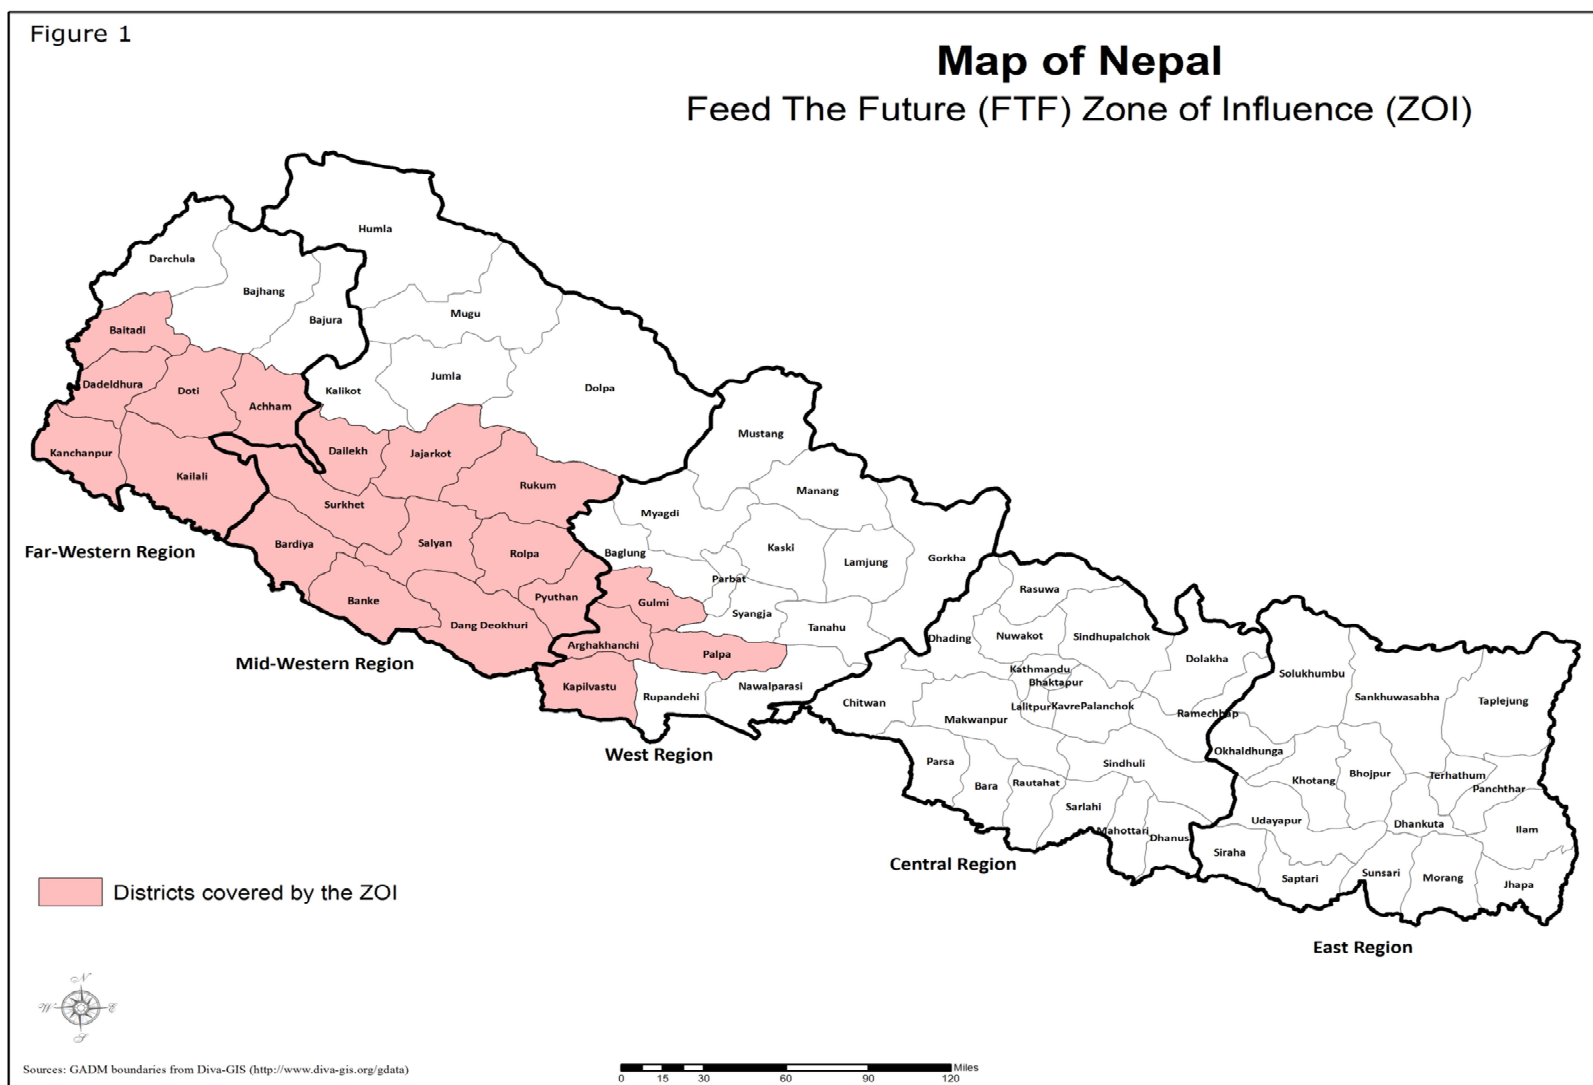 Figure 1
Map of Nepal
Feed The Future (FTF) Zone of Influence (ZOI)
Humla
Darchula
Bajhang
Bajura
Mugu
Baitadi
Dadeldhura
Doti
Achham
Kalikot
Jumla
Dolpa
Kanchanpur
Kailali
Dailekh
Jajarkot
Rukum
Surkhet
Bardiya
Salyan
Rolpa
Banke
Dang Deokhuri
Pyuthan
Far-Western Region
Mid-Western Region
Mustang
Manang
Myagdi
Kaski
Lamjung
Gorkha
Baglung
Parbat
Gulmi
Syangja
Tanahu
Arghakhanchi
Palpa
Kapilvastu
Rupandehi
Nawalparasi
West Region
Rasuwa
Dhading
Nuwakot
Sindhupalchok
Dolakha
Kathmandu
Bhaktapur
Lalitpur
KavrePalanchok
Ramechhap
Chitwan
Makwanpur
Parsa
Bara
Rautahat
Sindhuli
Sarlahi
Mahottari
Dhanus
Central Region
Solukhumbu
Sankhuwasabha
Taplejung
Okhaldhunga
Khotang
Bhojpur
Terhathum
Panchthar
Udayapur
Dhankuta
Ilam
Siraha
Saptari
Sunsari
Morang
Jhapa
East Region
Districts covered by the ZOI
N
W E
S
Sources: GADM boundaries from Diva-GIS (http://www.diva-gis.org/gdata)
Miles
0 15 30 60 90 120